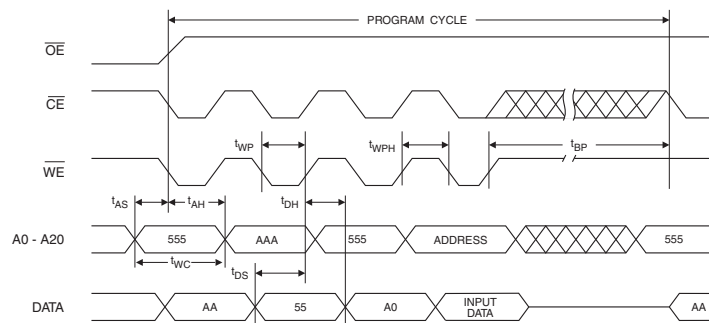 PROGRAM CYCLE
OE
CE
tWP
tWPH
tBP
WE
tAS
tAH
tDH
A0 - A20
555
AAA
555
ADDRESS
555
tWC
tDS
DATA
AA
55
A0
INPUT
DATA
AA